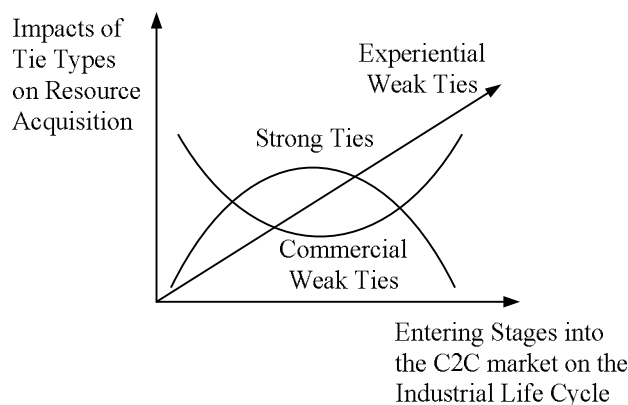 Impacts of
Tie Types
on Resource
Acquisition
Experiential
Weak Ties
Strong Ties
Commercial
Weak Ties
Entering Stages into
the C2C market on the
Industrial Life Cycle